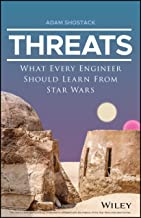 ADAM SHOSTACK
THREATS
WHAT EVERY ENGINEER
SHOULD LEARN FROM
STAR WARS
WILEY